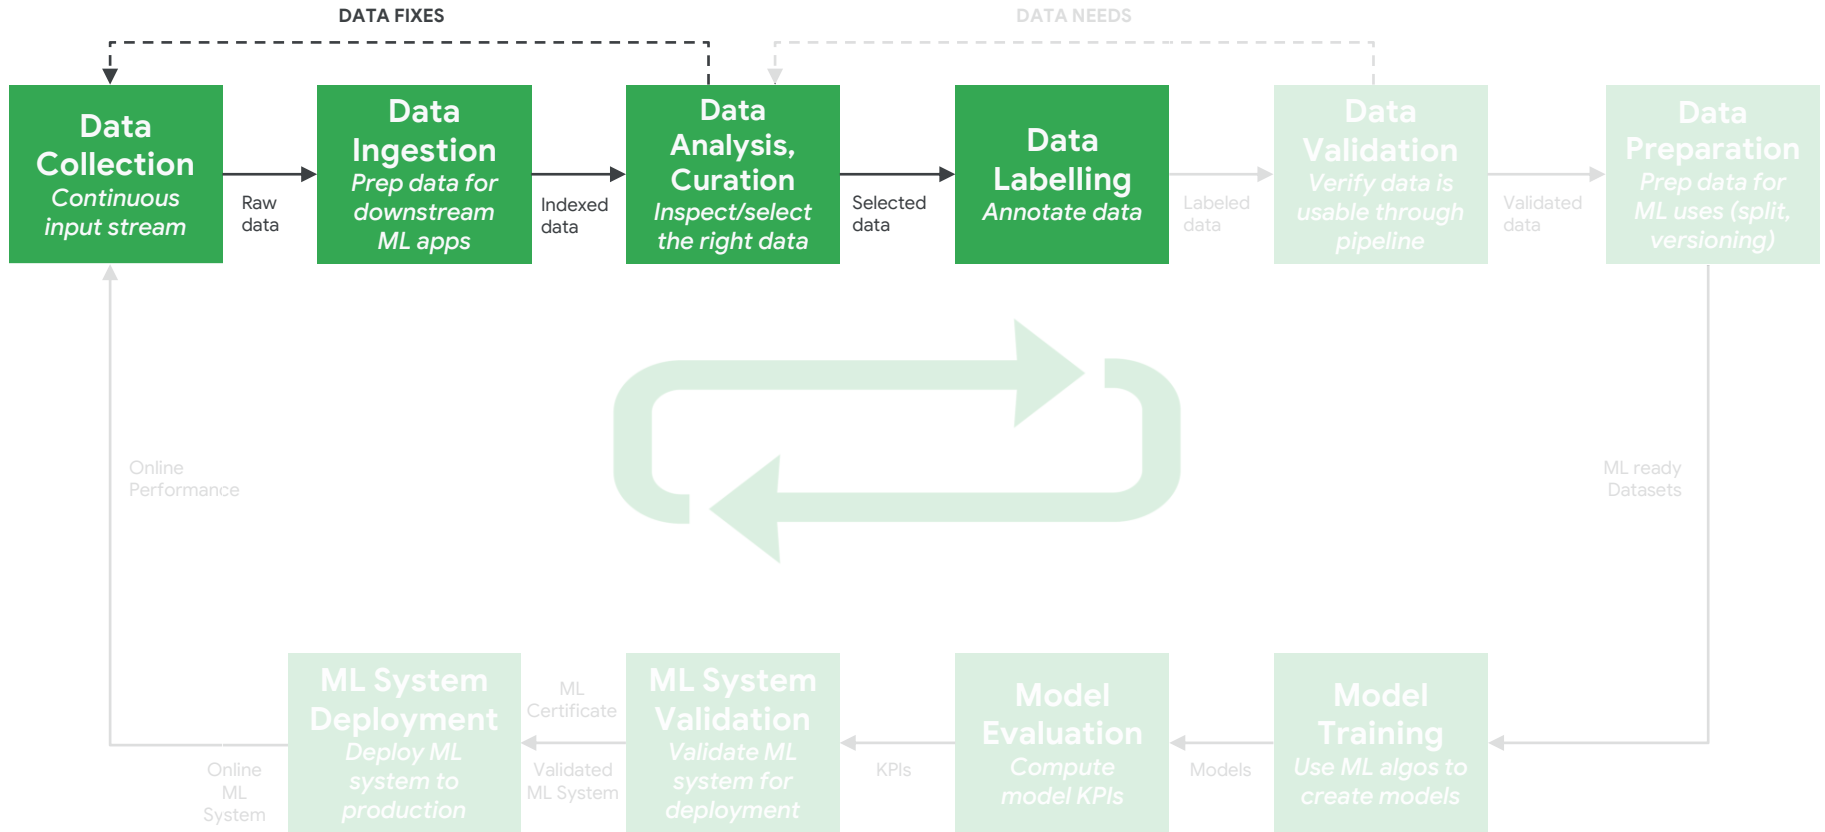 DATA FIXES
DATA NEEDS
Data
Collection
Continuous
input stream
Raw
data
Data
Ingestion
Prep data for
downstream
ML apps
Indexed
data
Data
Analysis,
Curation
Inspect/select
the right data
Selected
data
Data
Labelling
Annotate data
Labeled
data
Data
Validation
Verify data is
usable through
pipeline
Validated
data
Data
Preparation
Prep data for
ML uses (split,
versioning)
Online
Performance
ML ready
Datasets
Online
ML
System
ML System
Deployment
Deploy ML
system to
production
ML
Certificate
Validated
ML System
ML System
Validation
Validate ML
system for
deployment
KPIs
Model
Evaluation
Compute
model KPIs
Models
Model
Training
Use ML algos to
create models